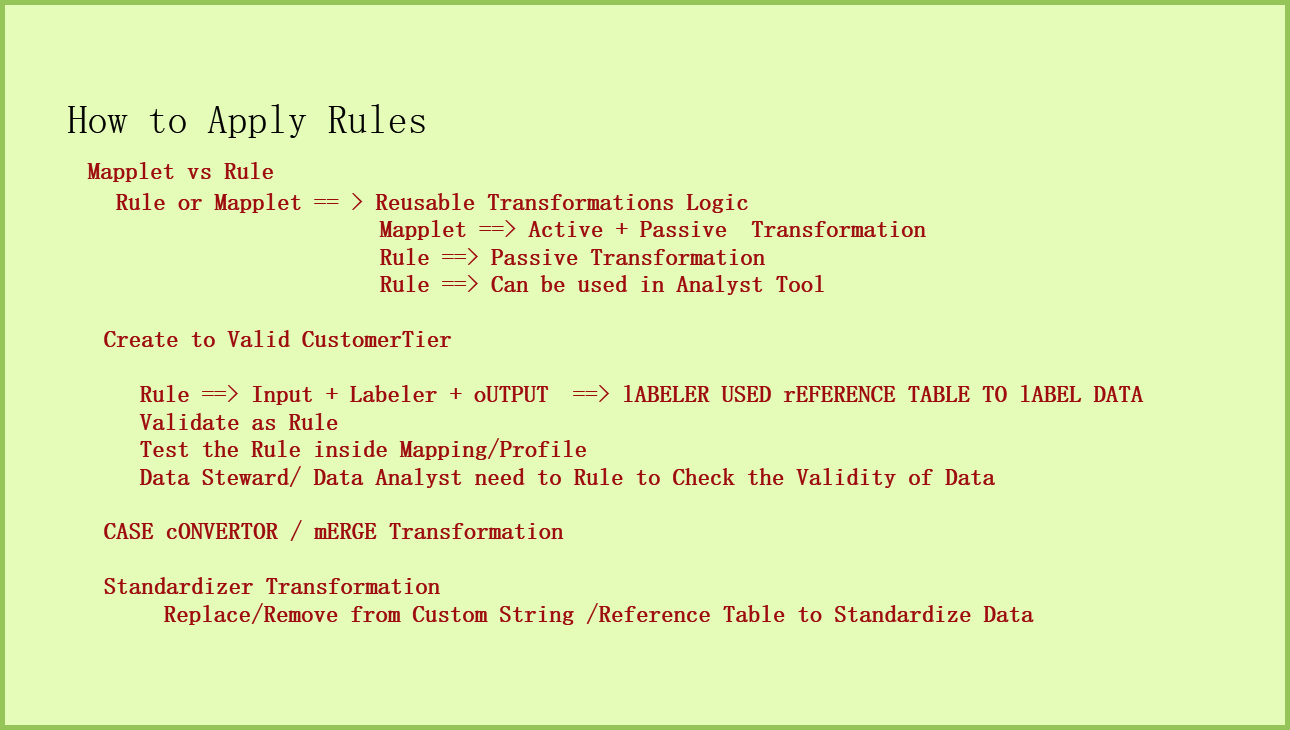 How to Apply Rules
Mapplet vs Rule
Rule or Mapplet == > Reusable Transformations Logic
Mapplet ==> Active + Passive  Transformation
Rule ==> Passive Transformation
Rule ==> Can be used in Analyst Tool
Create to Valid CustomerTier
Rule ==> Input + Labeler + oUTPUT  ==> lABELER USED rEFERENCE TABLE TO lABEL DATA
Validate as Rule
Test the Rule inside Mapping/Profile
Data Steward/ Data Analyst need to Rule to Check the Validity of Data
CASE cONVERTOR / mERGE Transformation
Standardizer Transformation
Replace/Remove from Custom String /Reference Table to Standardize Data